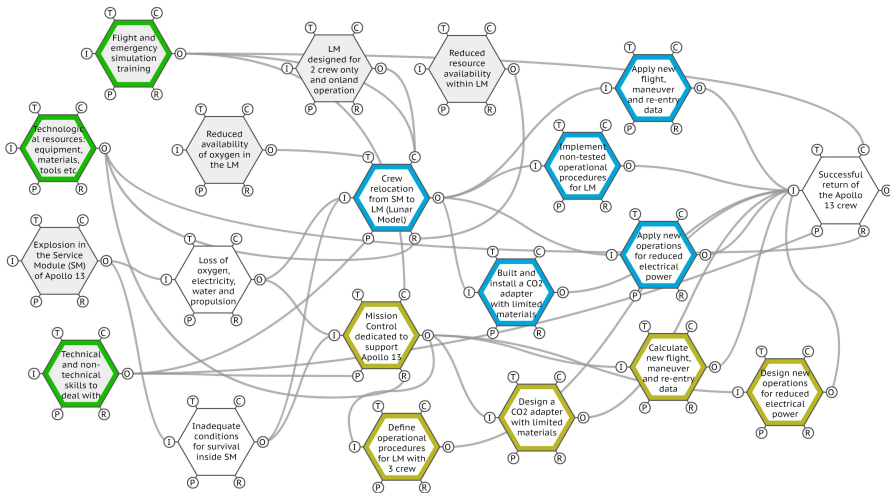 Flight and
emergency
simulation
training
LM
designed for
2 crew only
and onland
operation
Reduced
resource
availability
within LM
Apply new
flight,
maneuver
and re-entry
data
Technologic
al resources:
equipment,
materials,
tools etc
Reduced
availability
of oxygen in
the LM
Crew
relocation
from SM to
LM (Lunar
Model)
Implement
non-tested
operational
procedures
for LM
Successful
return of
the Apollo
13 crew
Explosion in
the Service
Module (SM)
of Apollo 13
Loss of
oxygen,
electricity,
water and
propulsion
Built and
install a CO2
adapter
with limited
materials
Apply new
operations
for reduced
electrical
power
Technical
and non-
technical
skills to
deal with
Mission
Control
dedicated to
support
Apollo 13
Calculate
new flight,
maneuver
and re-entry
data
Design new
operations
for reduced
electrical
power
Inadequate
conditions
for survival
inside SM
Define
operational
procedures
for LM with
3 crew
Design a
CO2 adapter
with limited
materials